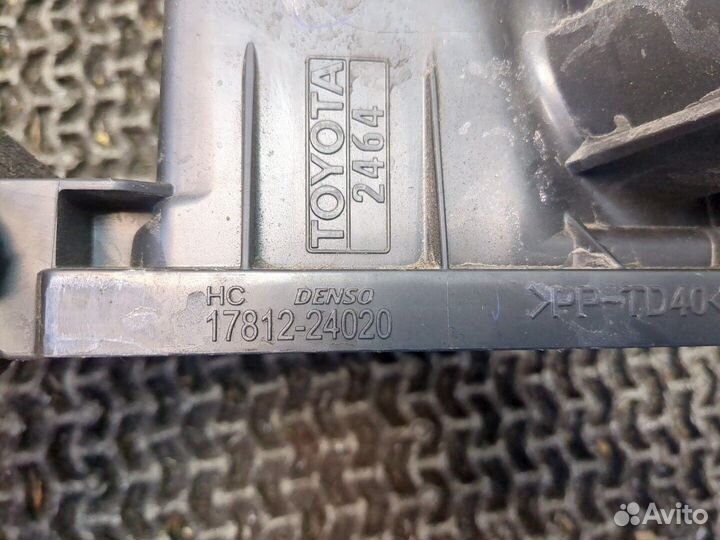 TOYOTA
2464
HC DENSO
17812-24020
>PP-TD40<
Avito